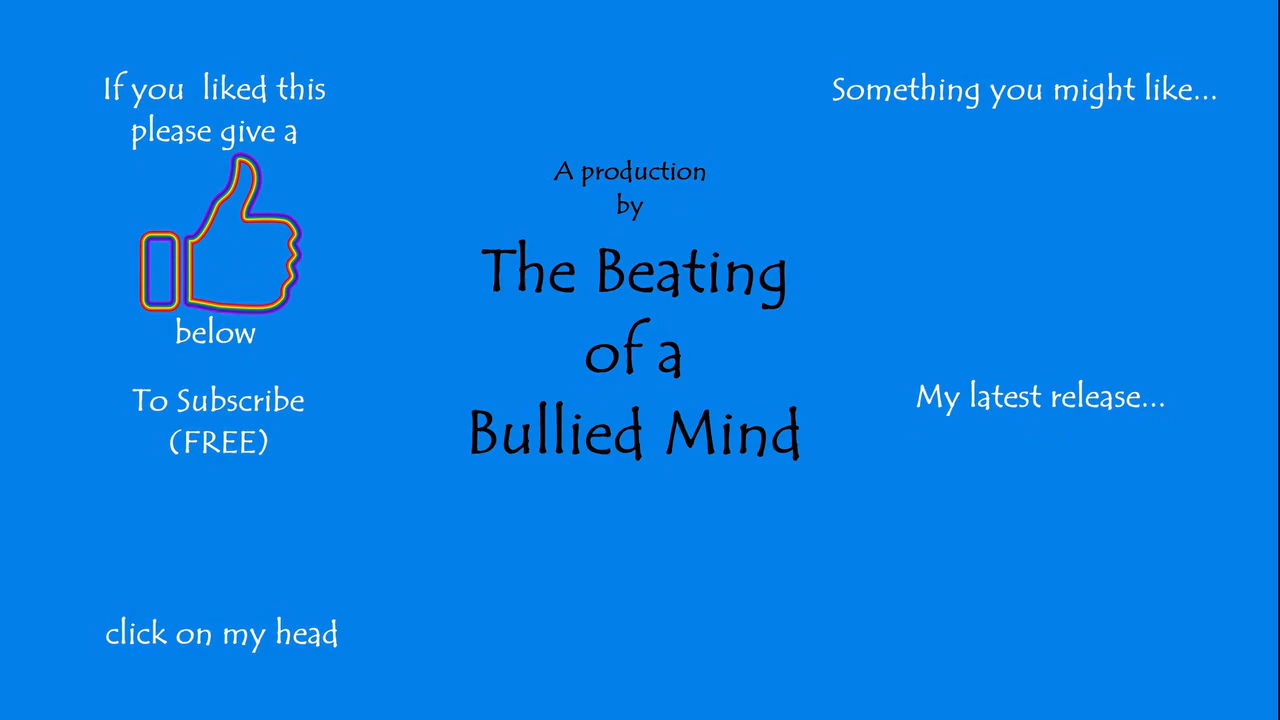 If you  liked this
please give a
below
To Subscribe
(FREE)
click on my head
A production
by
The Beating
of a
Bullied Mind
Something you might like...
My latest release...